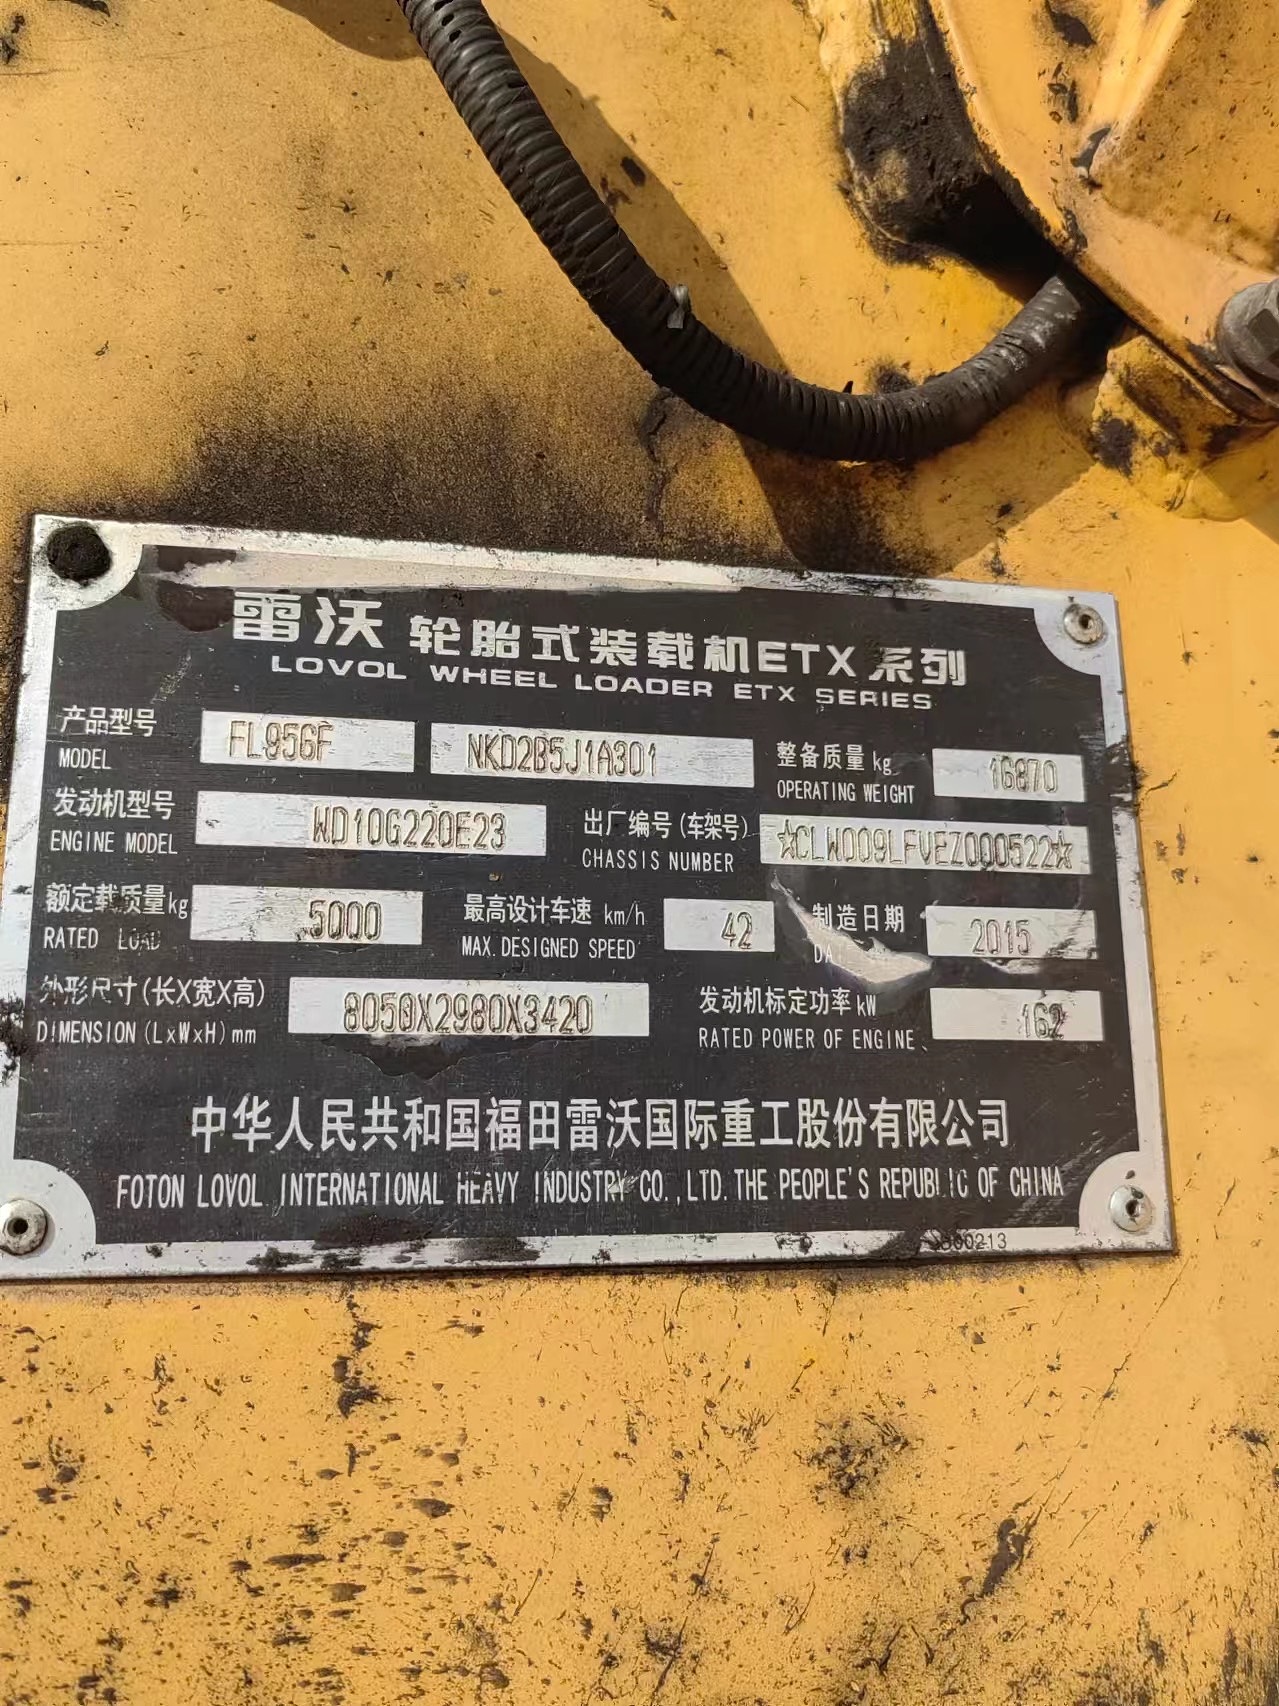 雷沃 轮胎式装载机ETX 系列
LOVOL WHEEL LOADER ETX SERIES
产品型号 FL956F NKD2B5J1A301 整备质量 kg 16870
MODEL OPERATING WEIGHT
发动机型号 WD10G220E23 出厂编号(车架号) ☆CLW009LFVEZ000522☆
ENGINE MODEL CHASSIS NUMBER
额定载质量kg 5000 最高设计车速 km/h 42 制造日期 2015
RATED LOAD MAX. DESIGNED SPEED
外形尺寸(长X宽X高) 8050X2980X3420 发动机标定功率 kW 162
DIMENSION (LxWxH) mm RATED POWER OF ENGINE
中华人民共和国福田雷沃国际重工股份有限公司
FOTON LOVOL INTERNATIONAL HEAVY INDUSTRY CO.,LTD. THE PEOPLE'S REPUBLIC OF CHINA